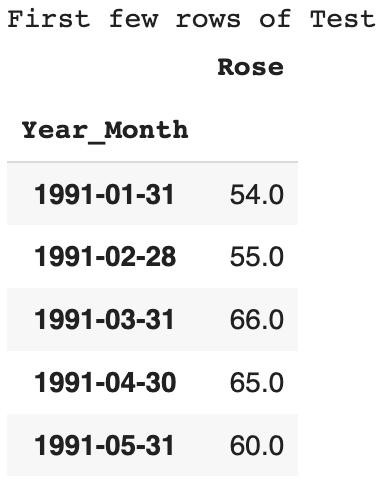 First few rows of Test
Rose
Year_Month
1991-01-31 54.0
1991-02-28 55.0
1991-03-31 66.0
1991-04-30 65.0
1991-05-31 60.0